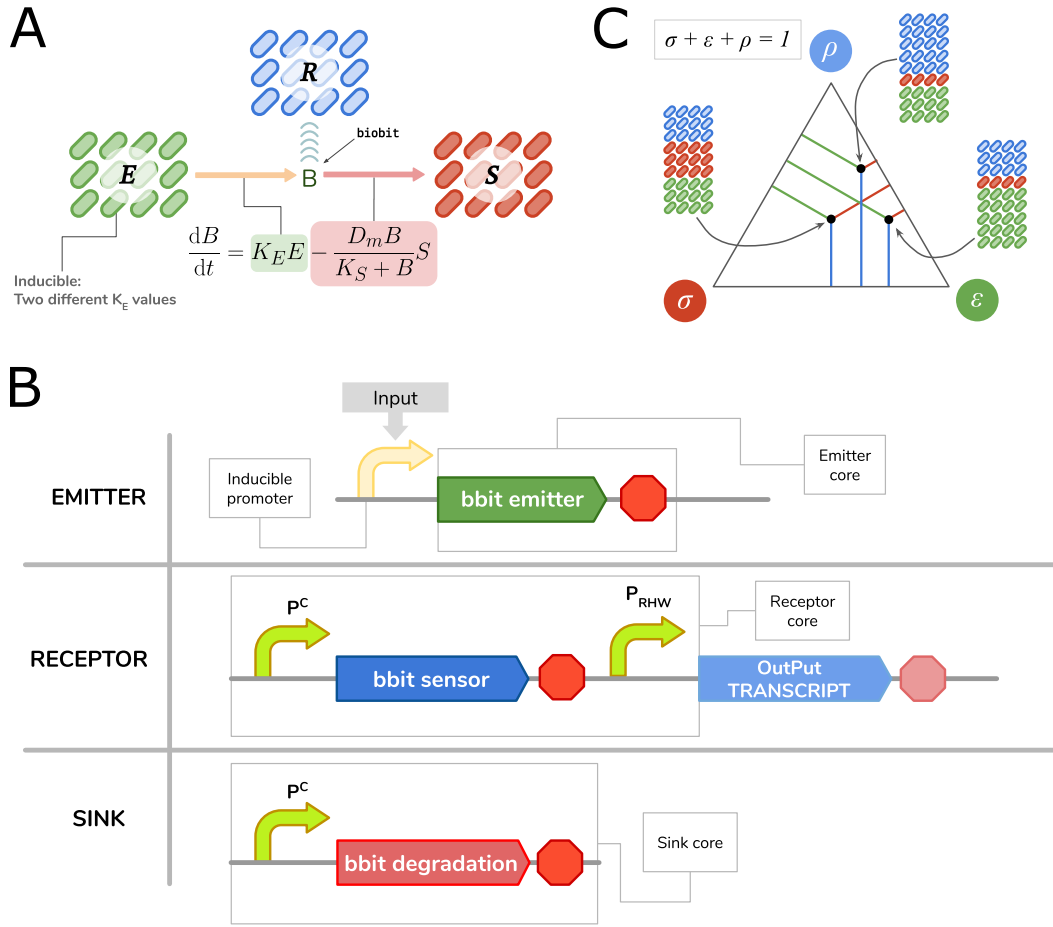 A
R
biobit
E
B
S
dB/dt = K_E E − D_m B/(K_S + B) S
Inducible:
Two different K_E values
C
σ + ε + ρ = 1
ρ
σ
ε
B
Input
EMITTER
Inducible
promoter
bbit emitter
Emitter
core
RECEPTOR
P^C
bbit sensor
P_RHW
Receptor
core
OutPut
TRANSCRIPT
SINK
P^C
bbit degradation
Sink core